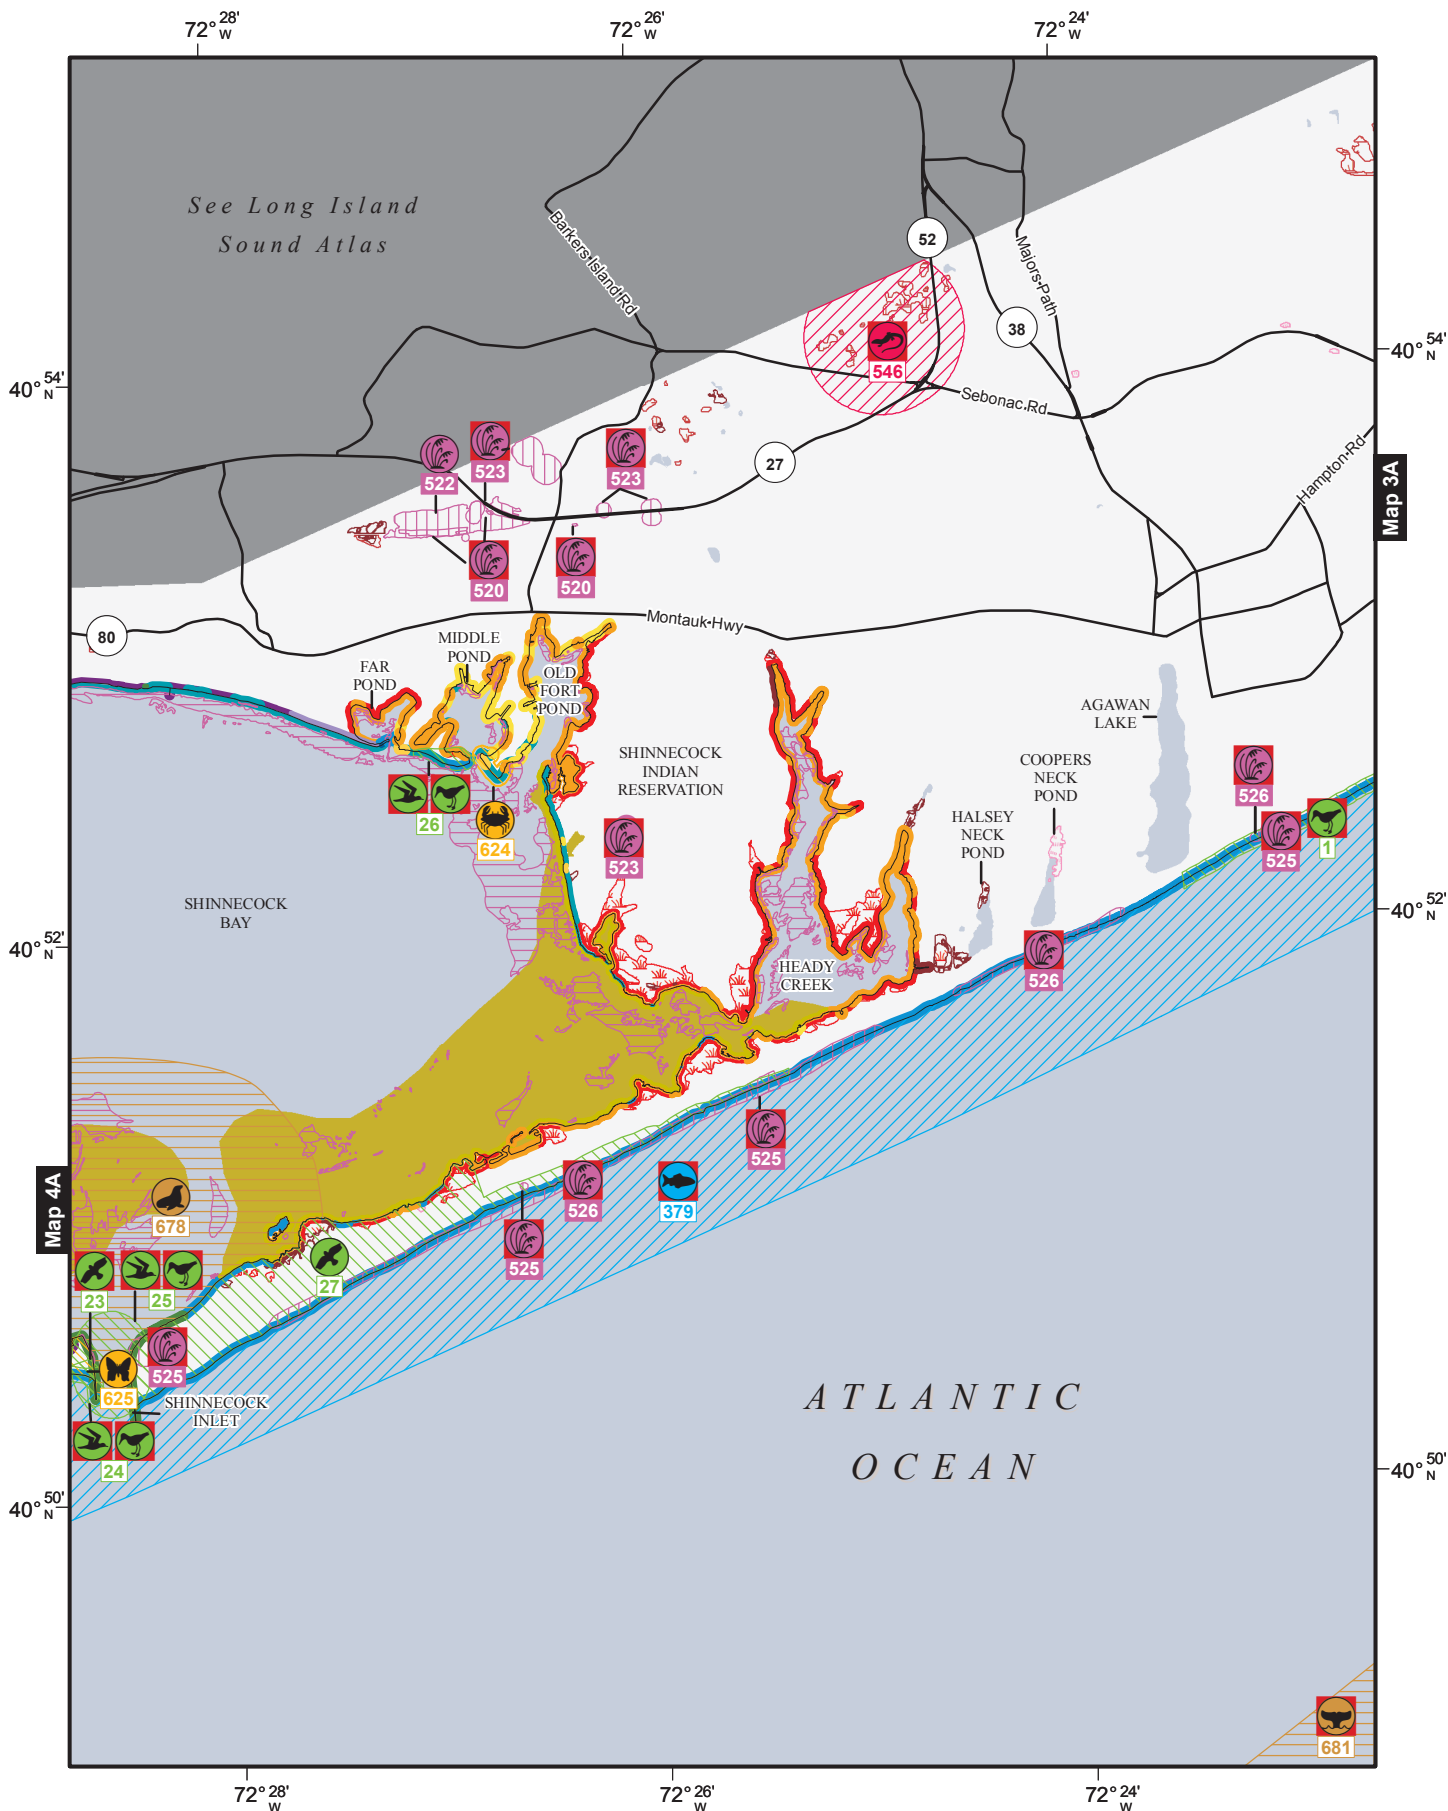 72° 28' W
72° 26' W
72° 24' W
See Long Island
Sound Atlas
Barkers Island Rd
52
Majors Path
38
546
40° 54' N
40° 54' N
Sebonac Rd
27
Hampton Rd
Map 3A
522
523
523
520
520
80
Montauk Hwy
MIDDLE
POND
FAR
POND
OLD
FORT
POND
SHINNECOCK
INDIAN
RESERVATION
AGAWAN
LAKE
COOPERS
NECK
POND
HALSEY
NECK
POND
26
624
523
526
525
1
SHINNECOCK
BAY
40° 52' N
40° 52' N
HEADY
CREEK
526
525
Map 4A
678
526
379
525
27
23
25
525
625
SHINNECOCK
INLET
24
ATLANTIC
OCEAN
40° 50' N
40° 50' N
681
72° 28' W
72° 26' W
72° 24' W